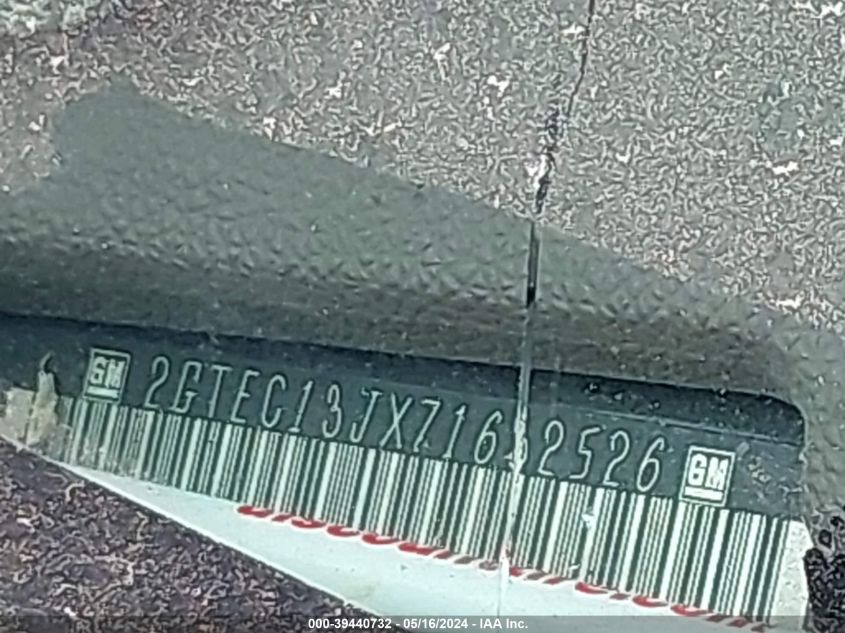 GM 2GTEC13JX71632526 GM
000-39440732 - 05/16/2024 - IAA Inc.